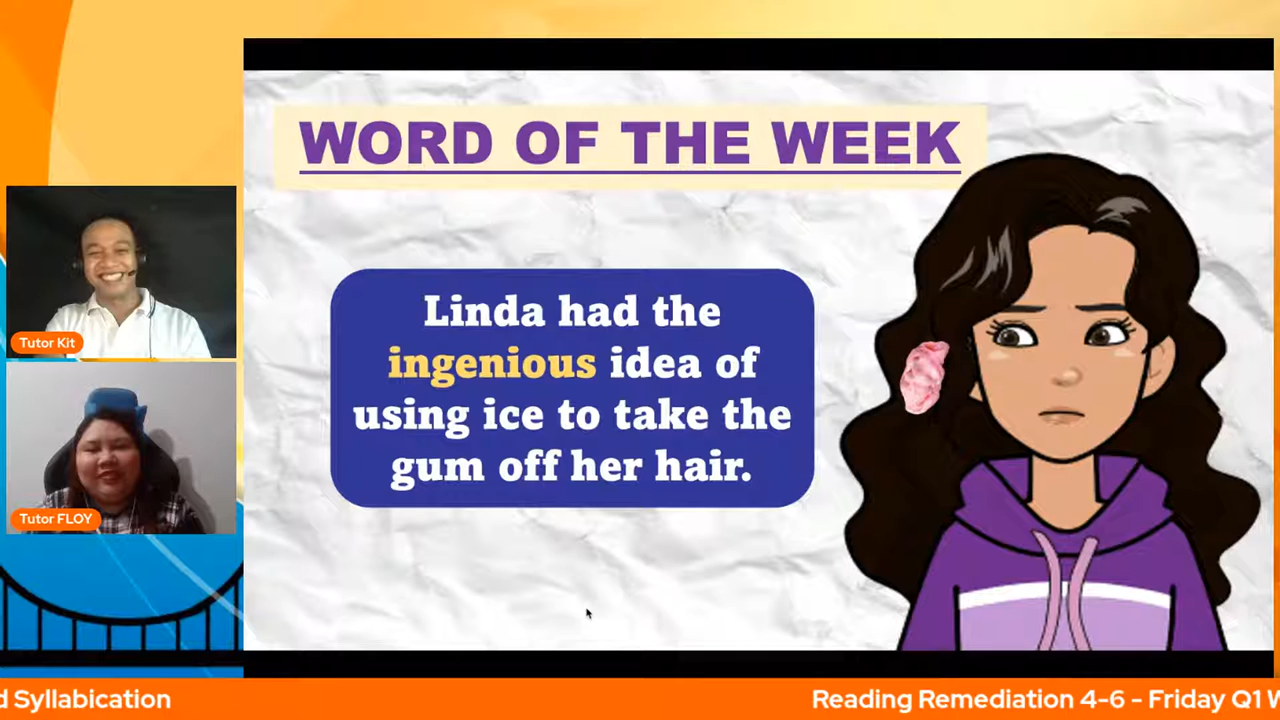 WORD OF THE WEEK
Linda had the
ingenious idea of
using ice to take the
gum off her hair.
Tutor Kit
Tutor FLOY
d Syllabication
Reading Remediation 4-6 - Friday Q1 W